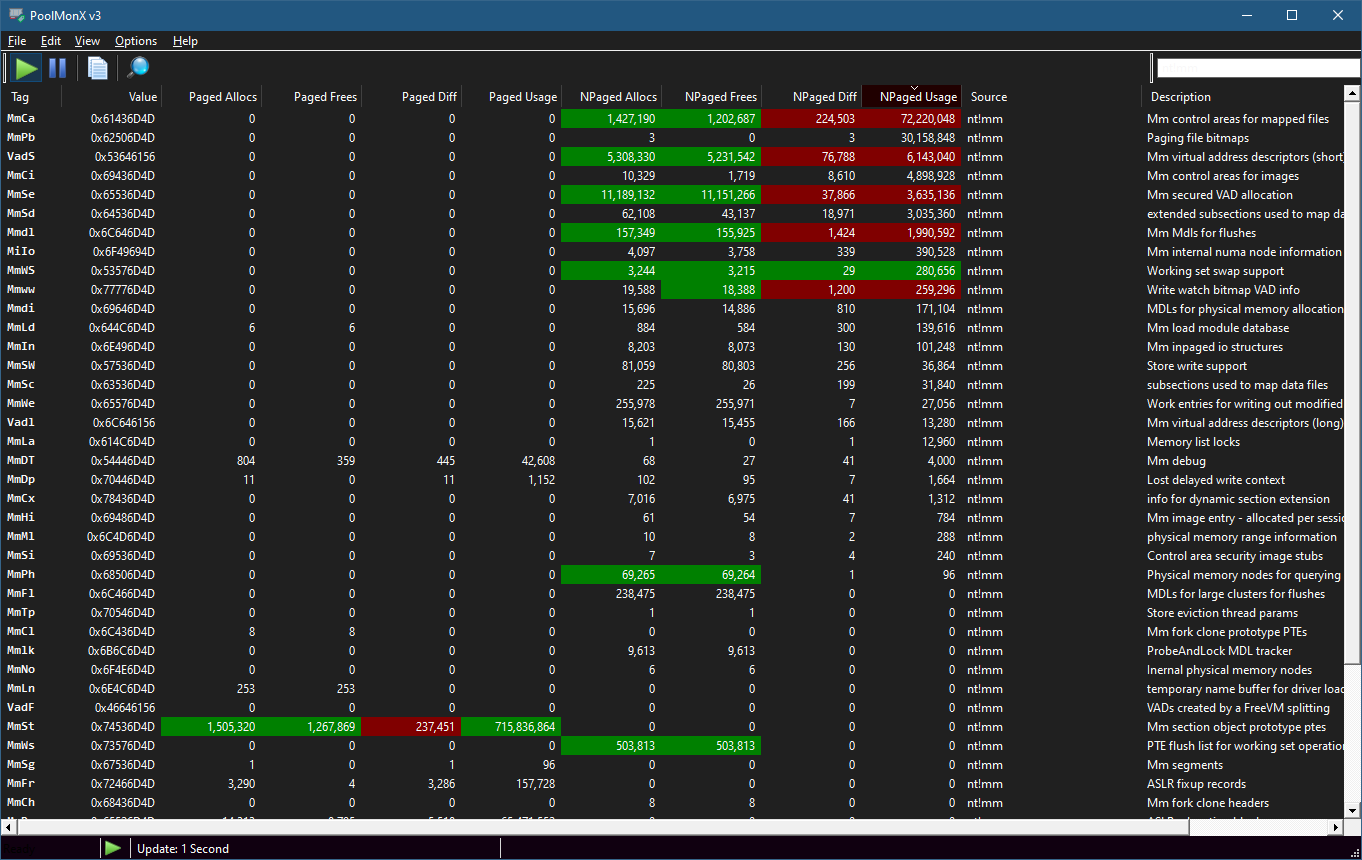 PoolMonX v3
File Edit View Options Help
Tag Value Paged Allocs Paged Frees Paged Diff Paged Usage NPaged Allocs NPaged Frees NPaged Diff NPaged Usage Source Description
MmCa 0x61436D4D 0 0 0 0 1,427,190 1,202,687 224,503 72,220,048 nt!mm Mm control areas for mapped files
MmPb 0x62506D4D 0 0 0 0 3 0 3 30,158,848 nt!mm Paging file bitmaps
VadS 0x53646156 0 0 0 0 5,308,330 5,231,542 76,788 6,143,040 nt!mm Mm virtual address descriptors (short
MmCi 0x69436D4D 0 0 0 0 10,329 1,719 8,610 4,898,928 nt!mm Mm control areas for images
MmSe 0x65536D4D 0 0 0 0 11,189,132 11,151,266 37,866 3,635,136 nt!mm Mm secured VAD allocation
MmSd 0x64536D4D 0 0 0 0 62,108 43,137 18,971 3,035,360 nt!mm extended subsections used to map da
Mmdl 0x6C646D4D 0 0 0 0 157,349 155,925 1,424 1,990,592 nt!mm Mm Mdls for flushes
MiIo 0x6F49694D 0 0 0 0 4,097 3,758 339 390,528 nt!mm Mm internal numa node information
MmWS 0x53576D4D 0 0 0 0 3,244 3,215 29 280,656 nt!mm Working set swap support
Mmww 0x77776D4D 0 0 0 0 19,588 18,388 1,200 259,296 nt!mm Write watch bitmap VAD info
Mmdi 0x69646D4D 0 0 0 0 15,696 14,886 810 171,104 nt!mm MDLs for physical memory allocation
MmLd 0x644C6D4D 6 6 0 0 884 584 300 139,616 nt!mm Mm load module database
MmIn 0x6E496D4D 0 0 0 0 8,203 8,073 130 101,248 nt!mm Mm inpaged io structures
MmSW 0x57536D4D 0 0 0 0 81,059 80,803 256 36,864 nt!mm Store write support
MmSc 0x63536D4D 0 0 0 0 225 26 199 31,840 nt!mm subsections used to map data files
MmWe 0x65576D4D 0 0 0 0 255,978 255,971 7 27,056 nt!mm Work entries for writing out modified
Vadl 0x6C646156 0 0 0 0 15,621 15,455 166 13,280 nt!mm Mm virtual address descriptors (long)
MmLa 0x614C6D4D 0 0 0 0 1 0 1 12,960 nt!mm Memory list locks
MmDT 0x54446D4D 804 359 445 42,608 68 27 41 4,000 nt!mm Mm debug
MmDp 0x70446D4D 11 0 11 1,152 102 95 7 1,664 nt!mm Lost delayed write context
MmCx 0x78436D4D 0 0 0 0 7,016 6,975 41 1,312 nt!mm info for dynamic section extension
MmHi 0x69486D4D 0 0 0 0 61 54 7 784 nt!mm Mm image entry - allocated per sessio
MmMl 0x6C4D6D4D 0 0 0 0 10 8 2 288 nt!mm physical memory range information
MmSi 0x69536D4D 0 0 0 0 7 3 4 240 nt!mm Control area security image stubs
MmPh 0x68506D4D 0 0 0 0 69,265 69,264 1 96 nt!mm Physical memory nodes for querying
MmFl 0x6C466D4D 0 0 0 0 238,475 238,475 0 0 nt!mm MDLs for large clusters for flushes
MmTp 0x70546D4D 0 0 0 0 1 1 0 0 nt!mm Store eviction thread params
MmCl 0x6C436D4D 8 8 0 0 0 0 0 0 nt!mm Mm fork clone prototype PTEs
Mmlk 0x6B6C6D4D 0 0 0 0 9,613 9,613 0 0 nt!mm ProbeAndLock MDL tracker
MmNo 0x6F4E6D4D 0 0 0 0 6 6 0 0 nt!mm Inernal physical memory nodes
MmLn 0x6E4C6D4D 253 253 0 0 0 0 0 0 nt!mm temporary name buffer for driver loac
VadF 0x46646156 0 0 0 0 0 0 0 0 nt!mm VADs created by a FreeVM splitting
MmSt 0x74536D4D 1,505,320 1,267,869 237,451 715,836,864 0 0 0 0 nt!mm Mm section object prototype ptes
MmWs 0x73576D4D 0 0 0 0 503,813 503,813 0 0 nt!mm PTE flush list for working set operatio
MmSg 0x67536D4D 1 0 1 96 0 0 0 0 nt!mm Mm segments
MmFr 0x72466D4D 3,290 4 3,286 157,728 0 0 0 0 nt!mm ASLR fixup records
MmCh 0x68436D4D 0 0 0 0 8 8 0 0 nt!mm Mm fork clone headers
Update: 1 Second